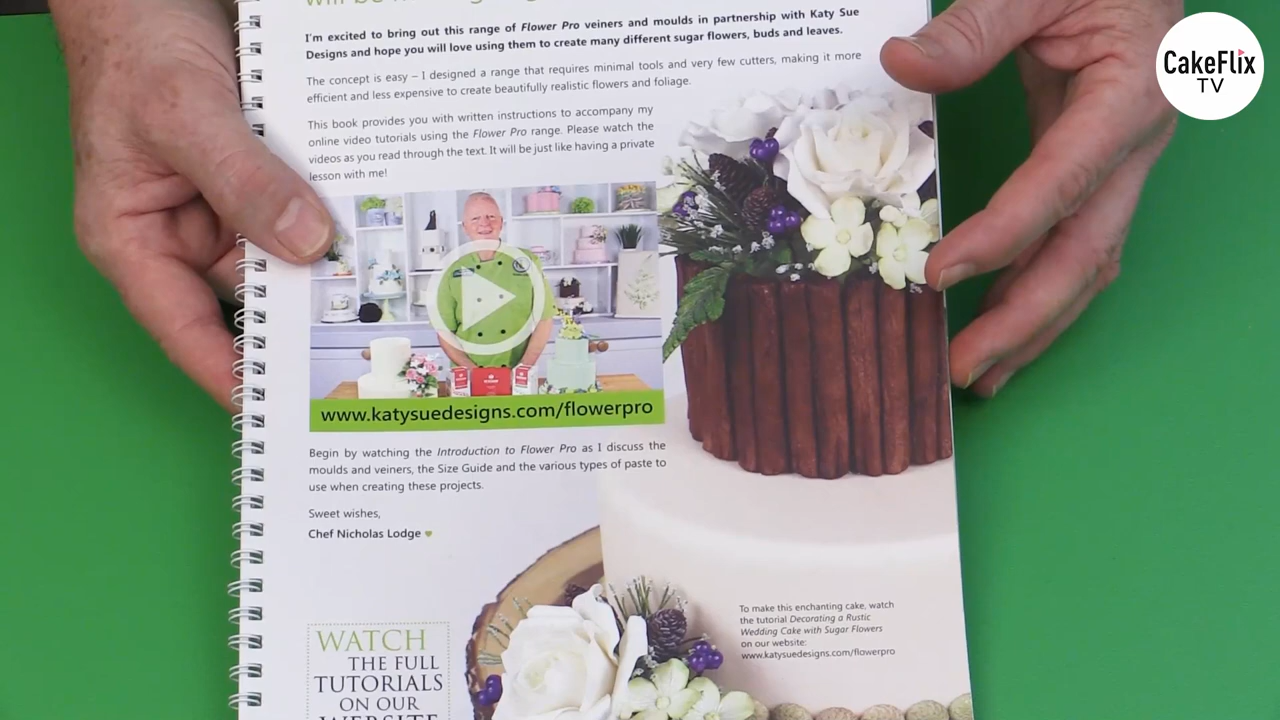 I'm excited to bring out this range of Flower Pro veiners and moulds in partnership with Katy Sue
Designs and hope you will love using them to create many different sugar flowers, buds and leaves.
The concept is easy – I designed a range that requires minimal tools and very few cutters, making it more
efficient and less expensive to create beautifully realistic flowers and foliage.
This book provides you with written instructions to accompany my
online video tutorials using the Flower Pro range. Please watch the
videos as you read through the text. It will be just like having a private
lesson with me!
www.katysuedesigns.com/flowerpro
Begin by watching the Introduction to Flower Pro as I discuss the
moulds and veiners, the Size Guide and the various types of paste to
use when creating these projects.
Sweet wishes,
Chef Nicholas Lodge
WATCH
THE FULL
TUTORIALS
ON OUR
WEBSITE
To make this enchanting cake, watch
the tutorial Decorating a Rustic
Wedding Cake with Sugar Flowers
on our website:
www.katysuedesigns.com/flowerpro
CakeFlix
TV